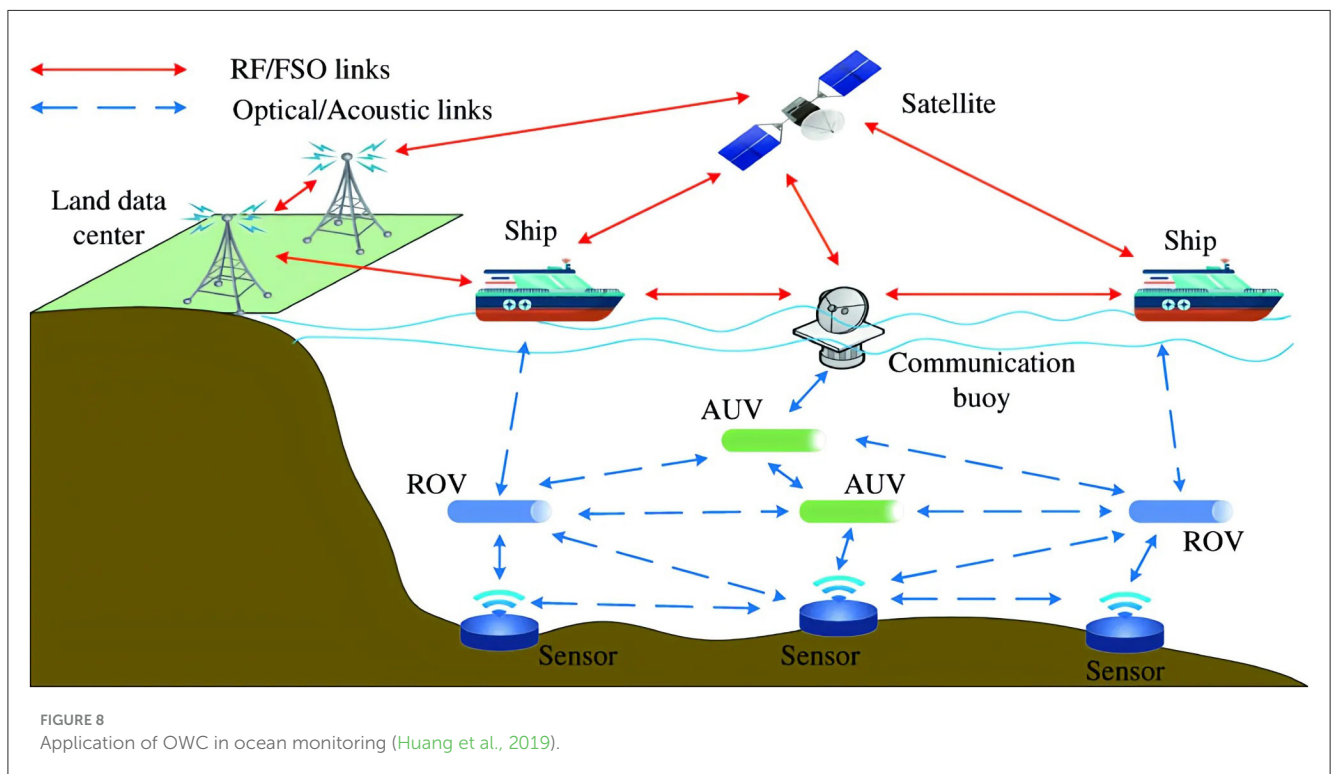 RF/FSO links
Optical/Acoustic links
Satellite
Land data
center
Ship
Ship
Communication
buoy
AUV
ROV
AUV
ROV
Sensor
Sensor
Sensor
FIGURE 8
Application of OWC in ocean monitoring (Huang et al., 2019).